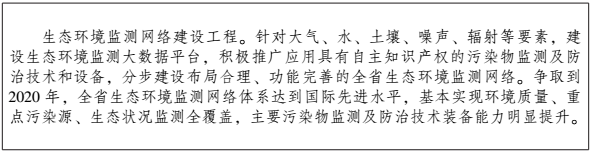 生态环境监测网络建设工程。针对大气、水、土壤、噪声、辐射等要素，建
设生态环境监测大数据平台，积极推广应用具有自主知识产权的污染物监测及防
治技术和设备，分步建设布局合理、功能完善的全省生态环境监测网络。争取到
2020 年，全省生态环境监测网络体系达到国际先进水平，基本实现环境质量、重
点污染源、生态状况监测全覆盖，主要污染物监测及防治技术装备能力明显提升。